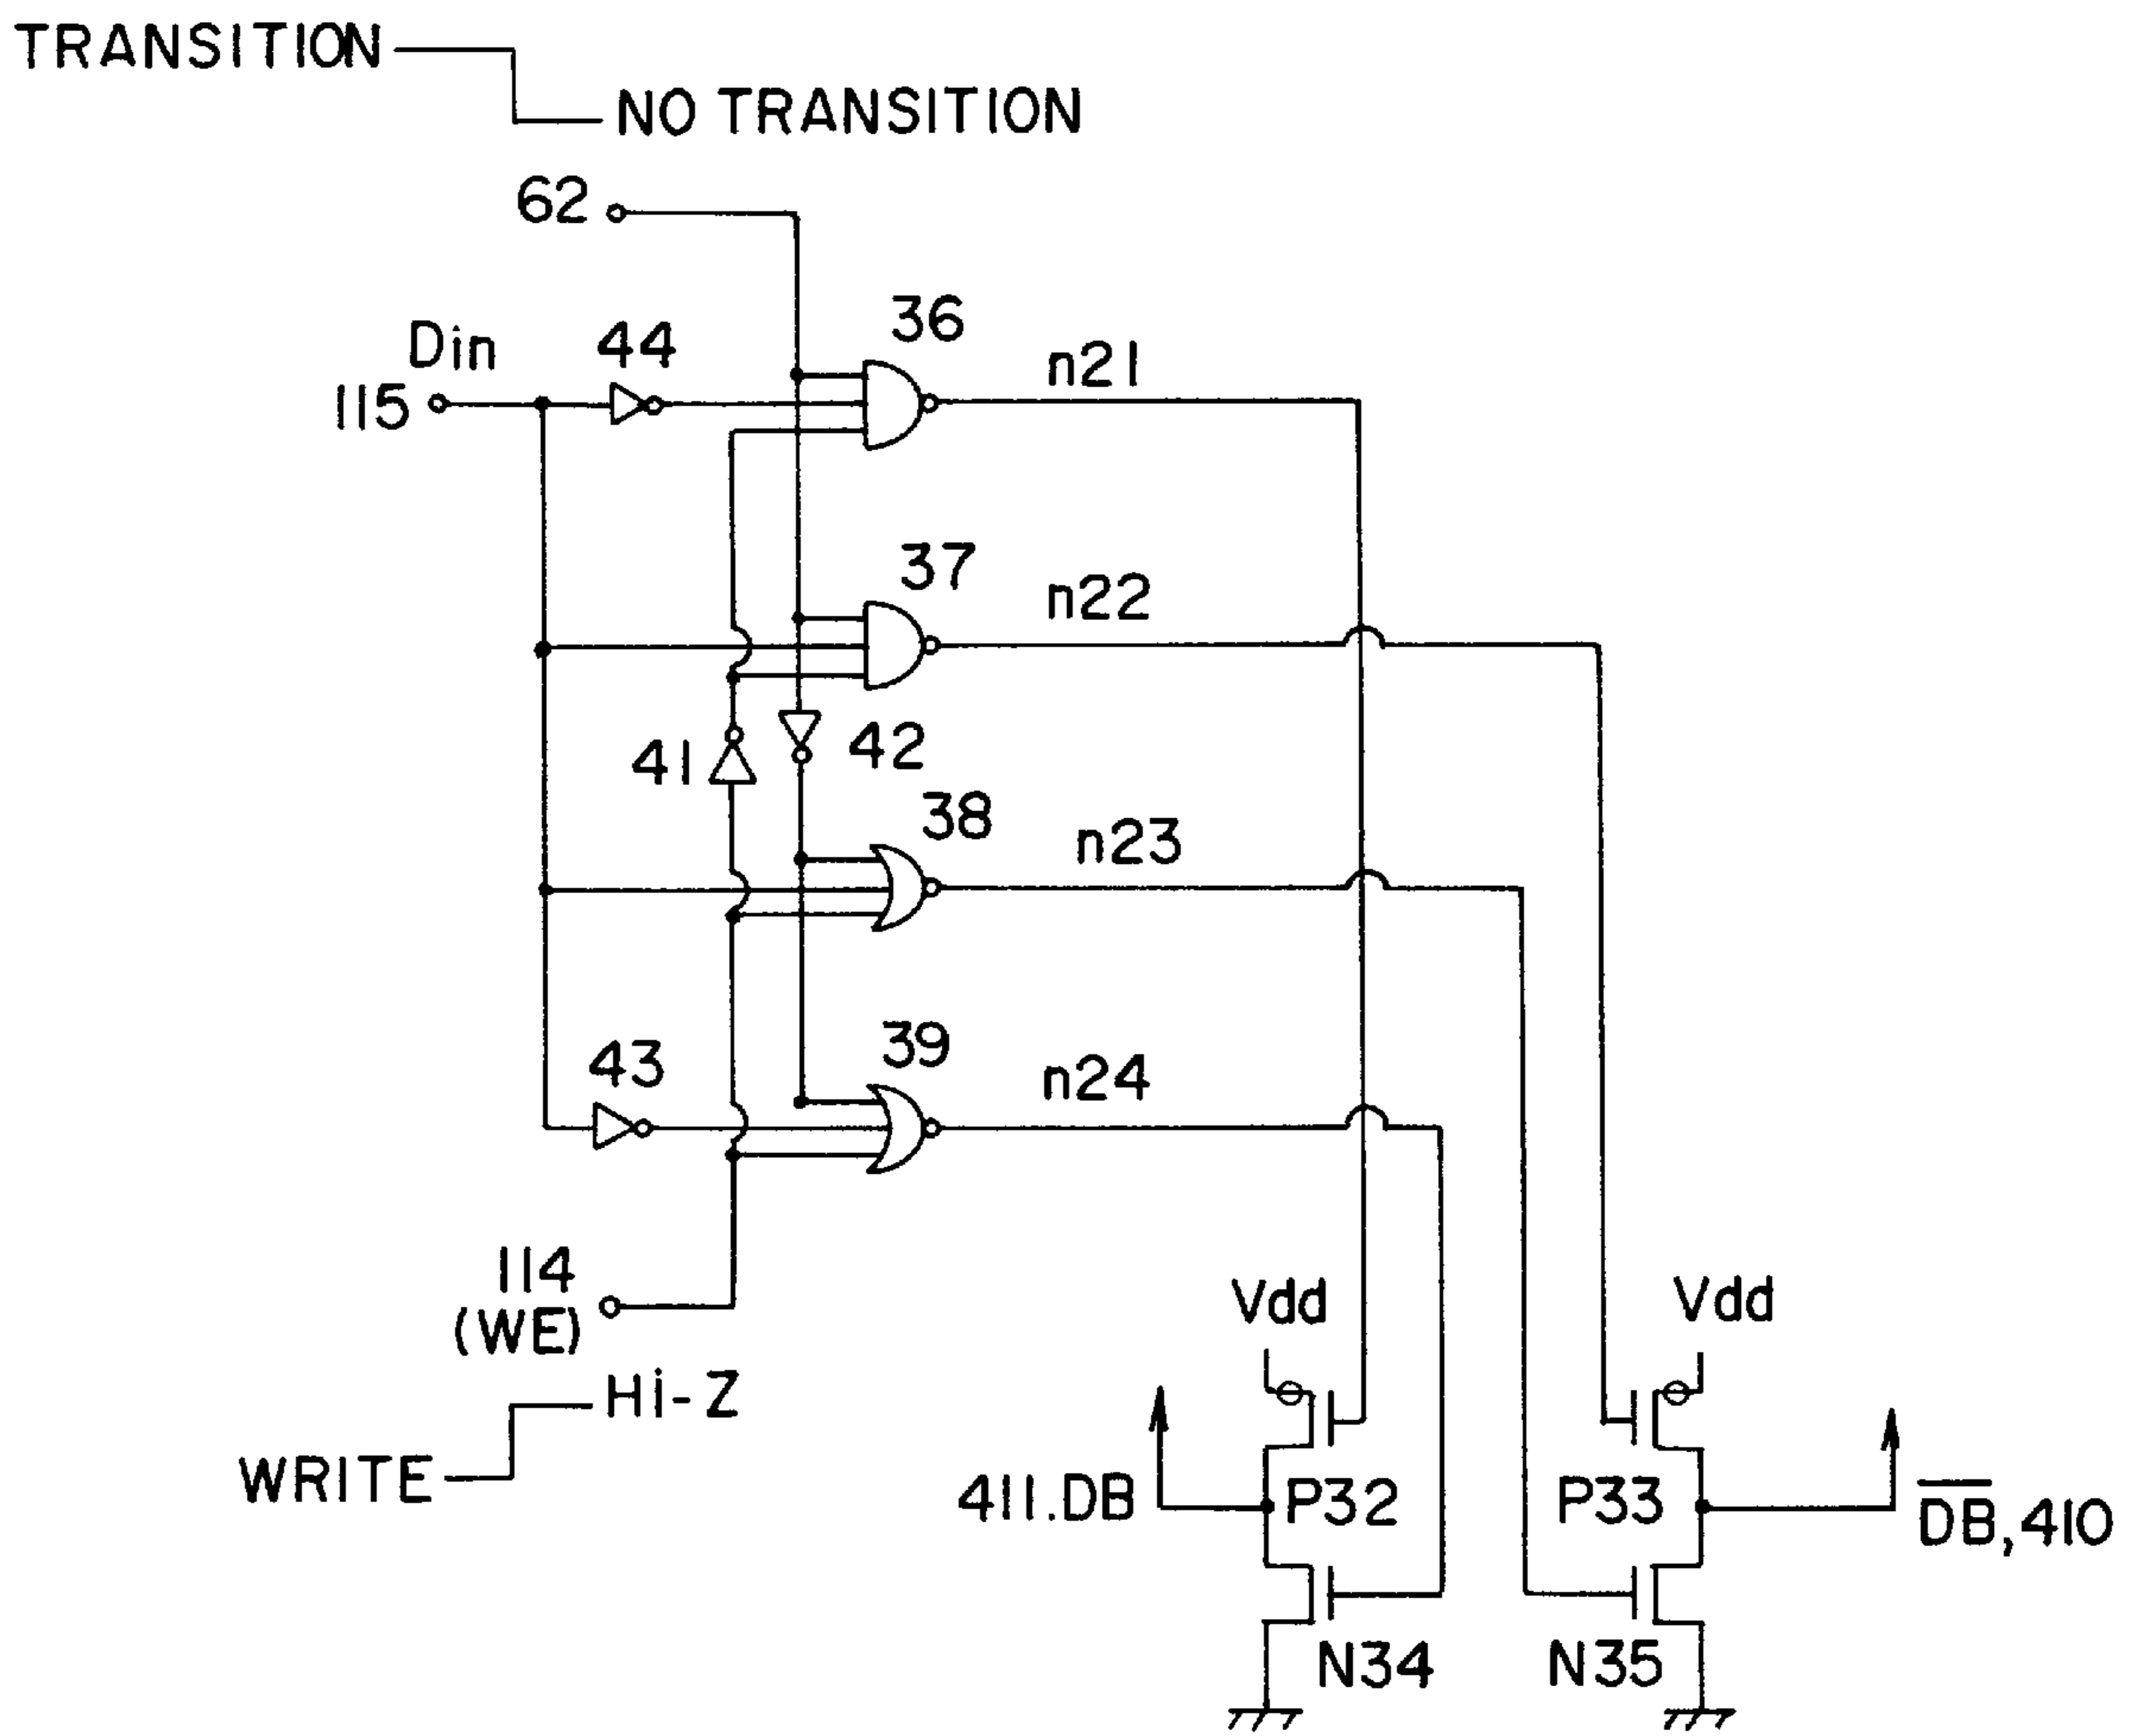 TRANSITION
NO TRANSITION
62
36
Din
44
n21
115
37
n22
41
42
38
n23
43
39
n24
114
(WE)
Hi-Z
WRITE
Vdd
Vdd
411.DB
P32
P33
D̅B̅,410
N34
N35